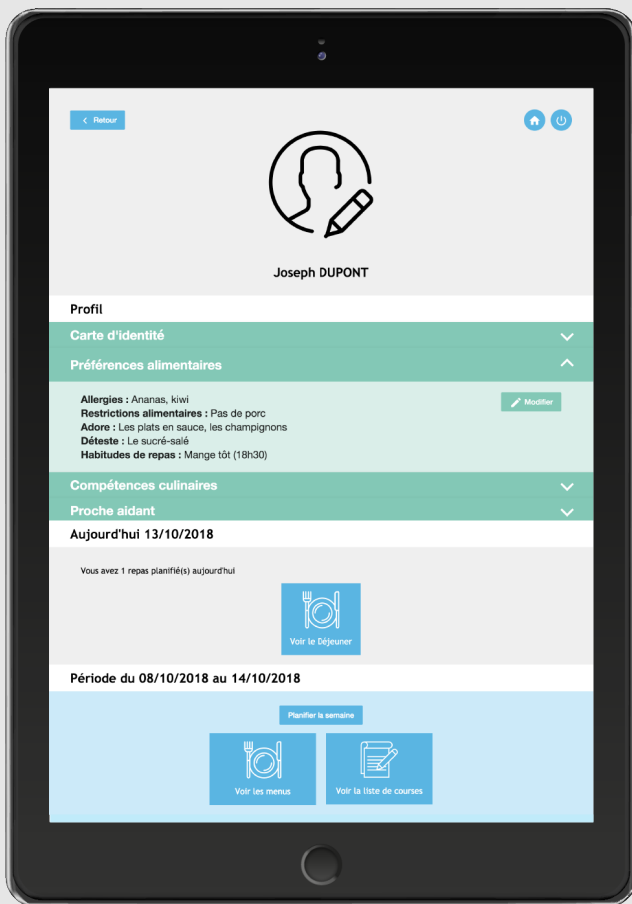 Retour
Joseph DUPONT
Profil
Carte d'identité
Préférences alimentaires
Allergies : Ananas, kiwi
Modifier
Restrictions alimentaires : Pas de porc
Adore : Les plats en sauce, les champignons
Déteste : Le sucré-salé
Habitudes de repas : Mange tôt (18h30)
Compétences culinaires
Proche aidant
Aujourd'hui 13/10/2018
Vous avez 1 repas planifié(s) aujourd'hui
Voir le Déjeuner
Période du 08/10/2018 au 14/10/2018
Planifier la semaine
Voir les menus
Voir la liste de courses